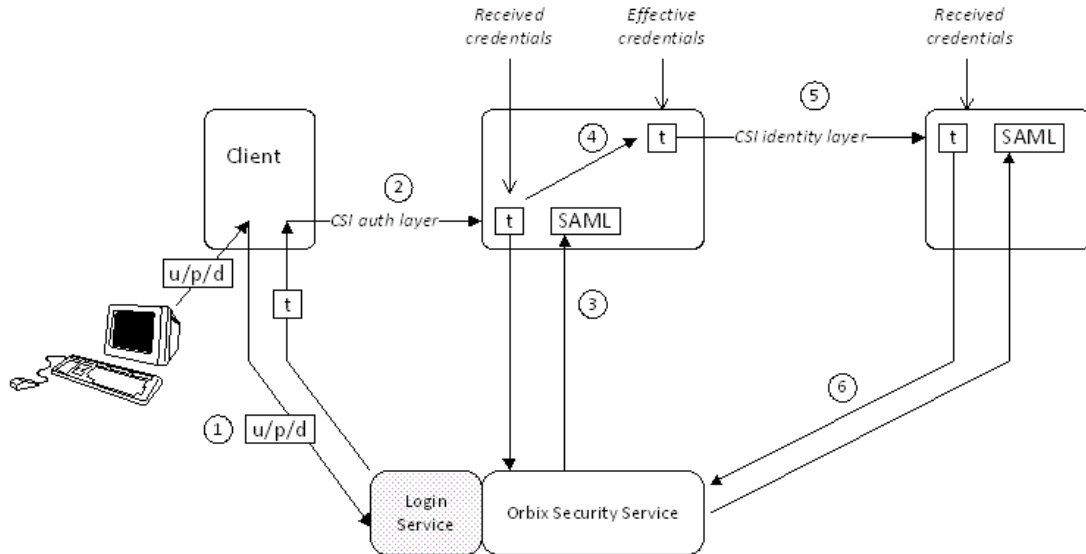 Received
credentials
Effective
credentials
Received
credentials
5
t
CSI identity layer
t
SAML
4
Client
2
CSI auth layer
t
SAML
u/p/d
t
3
6
1
u/p/d
Login
Service
Orbix Security Service